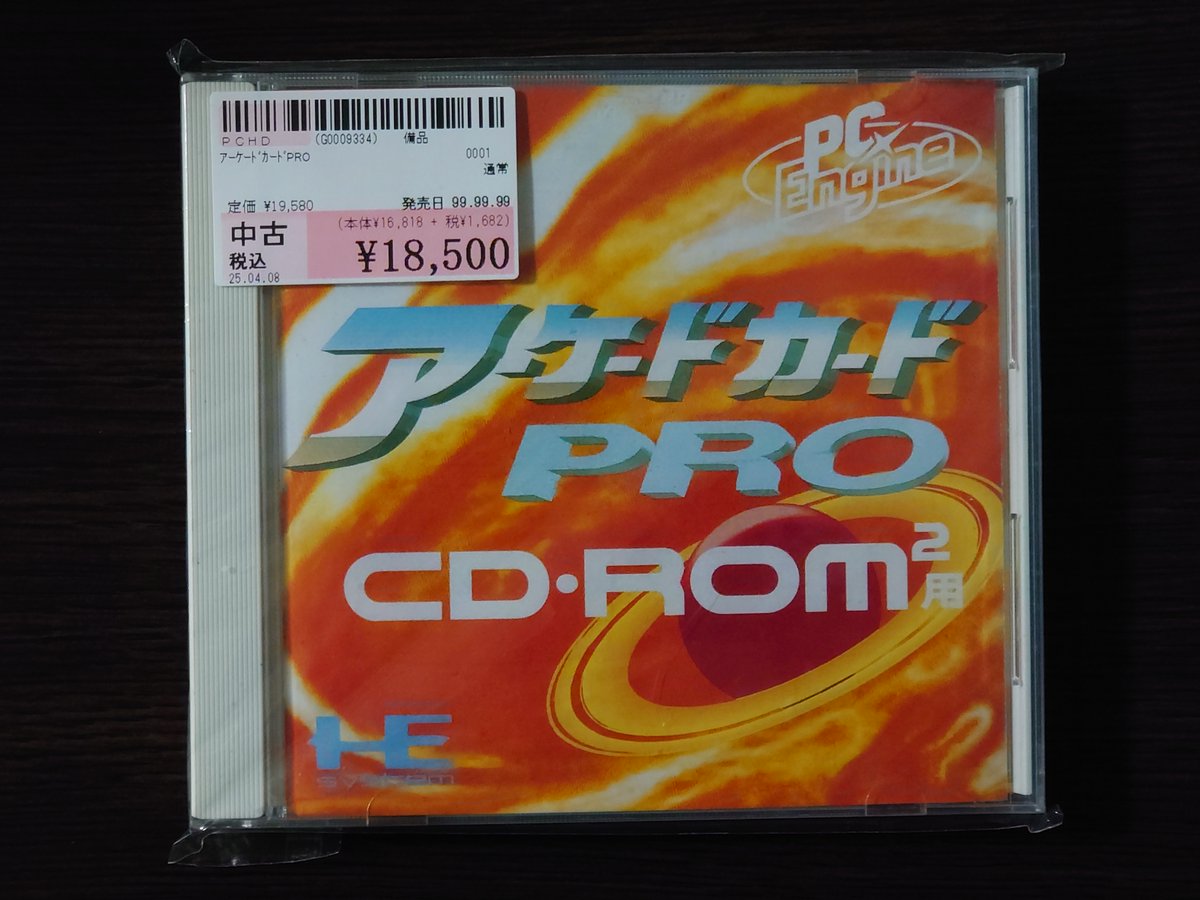 PCHD (G0009334) 備品
アーケードカードPRO 0001
通常
定価 ¥19,580 発売日 99.99.99
中古 (本体¥16,818 + 税¥1,682)
税込 ¥18,500
25.04.08
PC Engine
アーケードカード
PRO
CD・ROM²用
HE
system